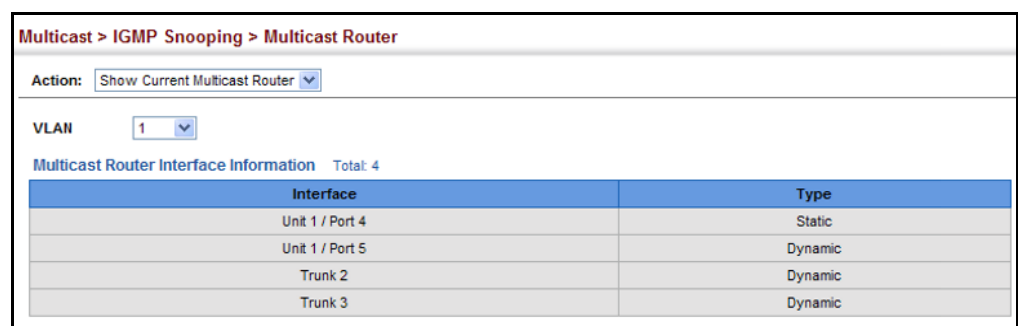 Multicast > IGMP Snooping > Multicast Router
Action: Show Current Multicast Router
VLAN 1
Multicast Router Interface Information Total: 4
Interface Type
Unit 1 / Port 4 Static
Unit 1 / Port 5 Dynamic
Trunk 2 Dynamic
Trunk 3 Dynamic